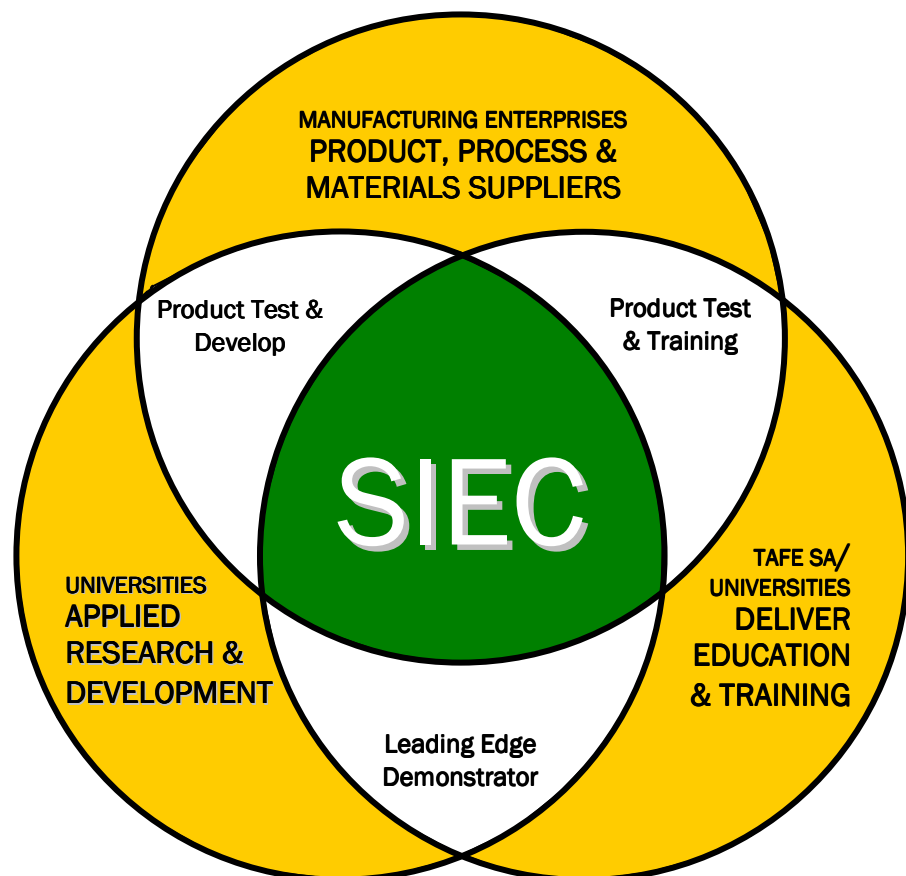 MANUFACTURING ENTERPRISES
PRODUCT, PROCESS &
MATERIALS SUPPLIERS
Product Test &
Develop
Product Test
& Training
SIEC
UNIVERSITIES
APPLIED
RESEARCH &
DEVELOPMENT
TAFE SA/
UNIVERSITIES
DELIVER
EDUCATION
& TRAINING
Leading Edge
Demonstrator